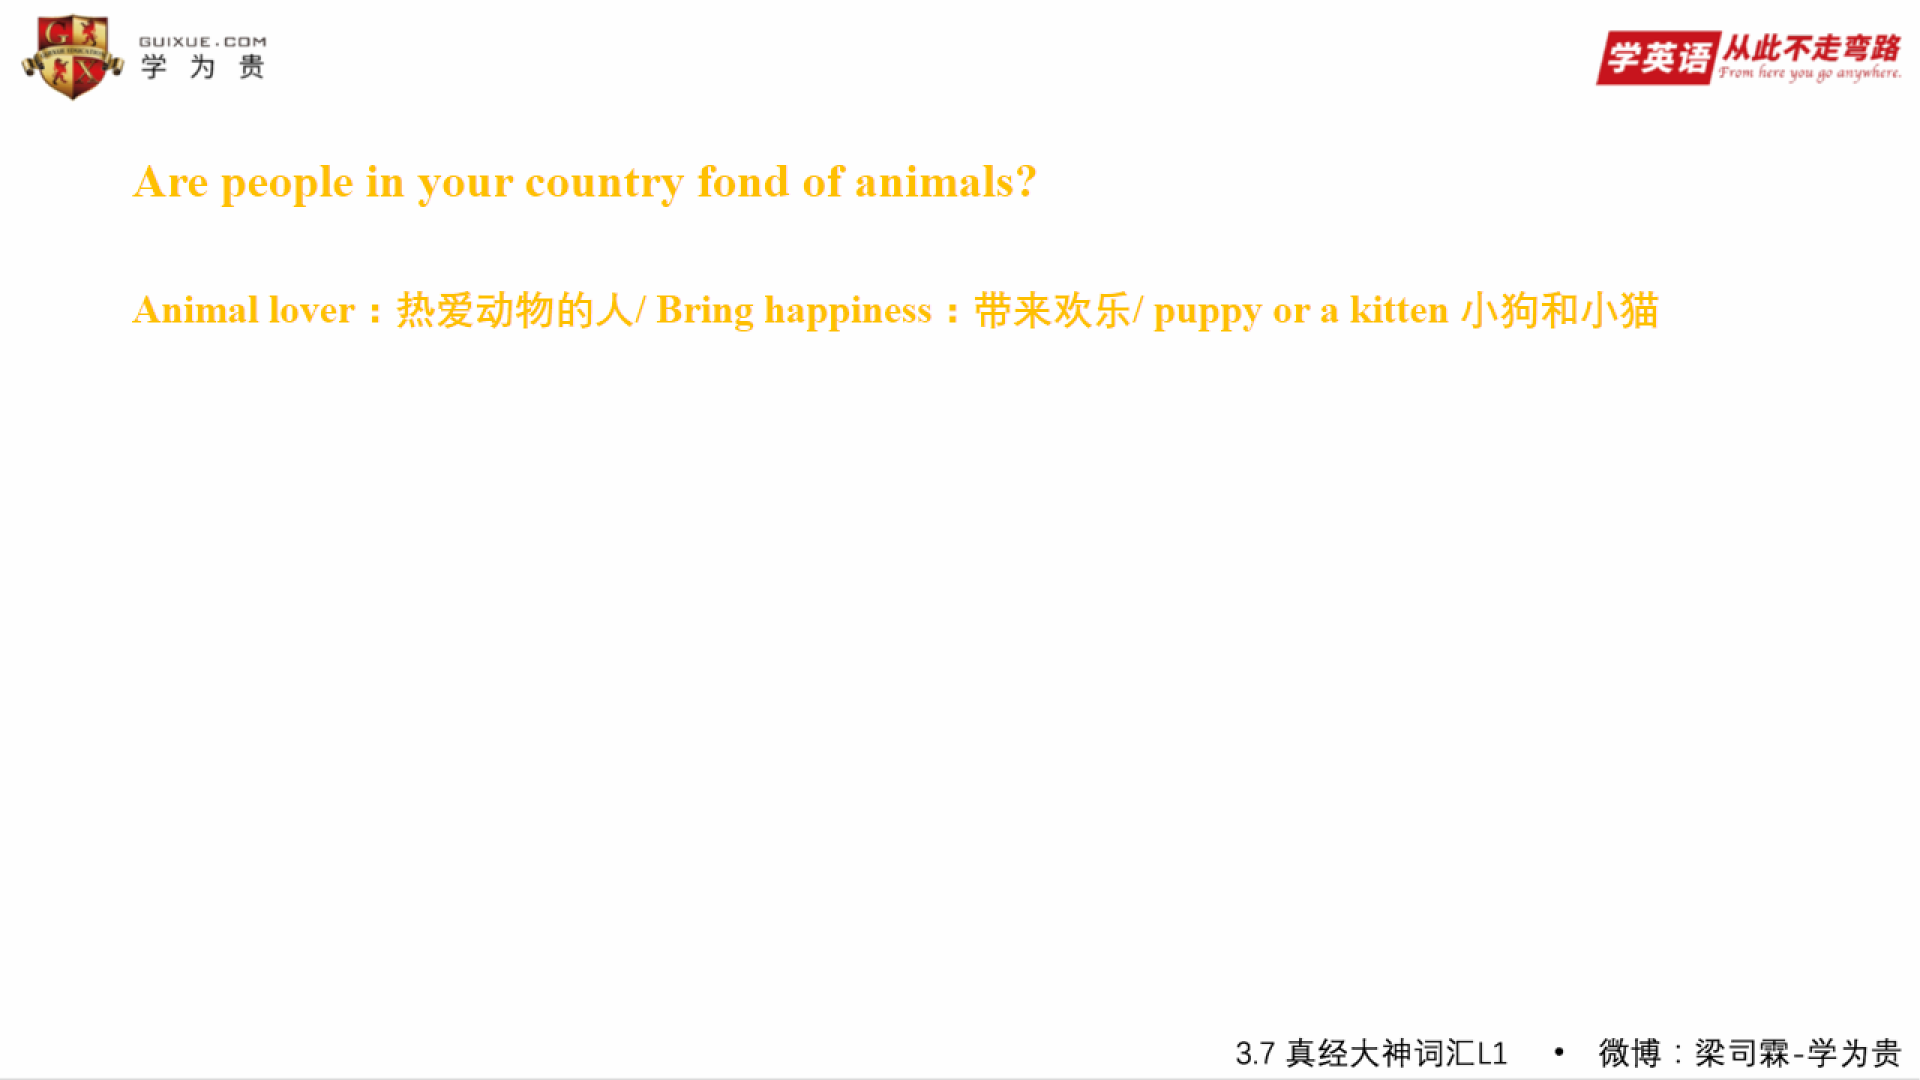 GUIXUE.COM
学为贵
学英语 从此不走弯路
From here you go anywhere.
Are people in your country fond of animals?
Animal lover：热爱动物的人/ Bring happiness：带来欢乐/ puppy or a kitten 小狗和小猫
3.7 真经大神词汇L1 • 微博：梁司霖-学为贵